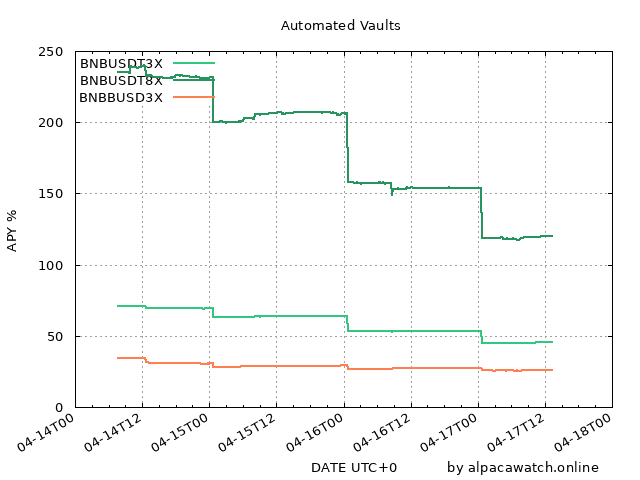 Automated Vaults
250
200
150
100
50
0
APY %
BNBUSDT3X
BNBUSDT8X
BNBBUSD3X
04-14T00
04-14T12
04-15T00
04-15T12
04-16T00
04-16T12
04-17T00
04-17T12
04-18T00
DATE UTC+0
by alpacawatch.online